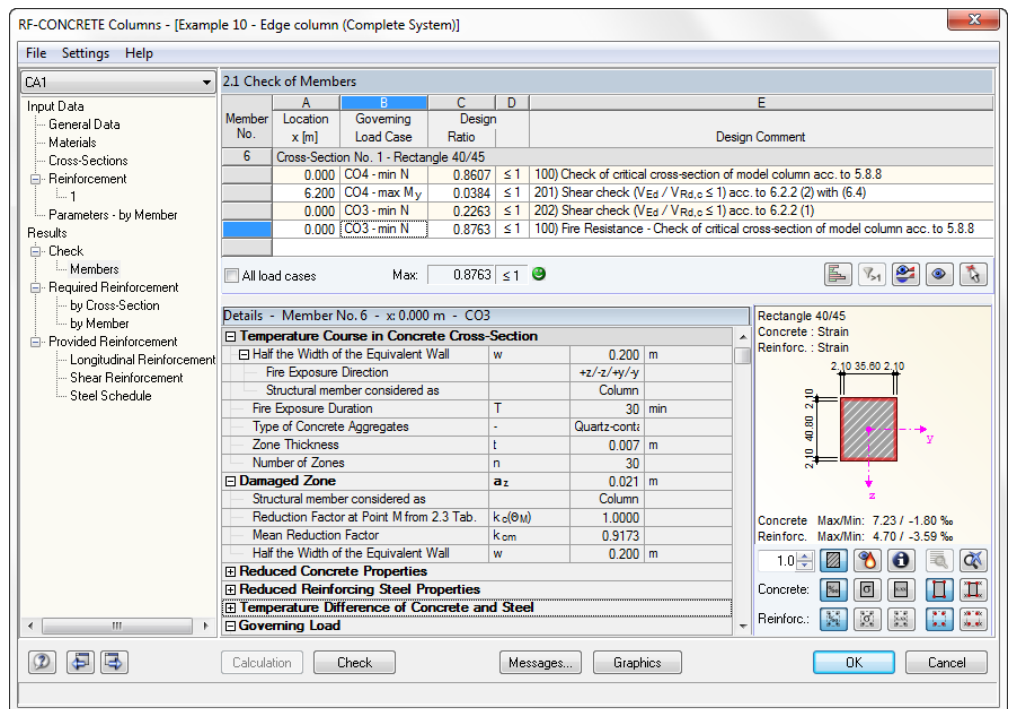 RF-CONCRETE Columns - [Example 10 - Edge column (Complete System)]
File Settings Help
CA1
Input Data
General Data
Materials
Cross-Sections
Reinforcement
1
Parameters - by Member
Results
Check
Members
Required Reinforcement
by Cross-Section
by Member
Provided Reinforcement
Longitudinal Reinforcement
Shear Reinforcement
Steel Schedule
2.1 Check of Members
A B C D E
Member No. Location x [m] Governing Load Case Design Ratio Design Comment
6 Cross-Section No. 1 - Rectangle 40/45
0.000 CO4 - min N 0.8607 ≤ 1 100) Check of critical cross-section of model column acc. to 5.8.8
6.200 CO4 - max My 0.0384 ≤ 1 201) Shear check (VEd / VRd,c ≤ 1) acc. to 6.2.2 (2) with (6.4)
0.000 CO3 - min N 0.2263 ≤ 1 202) Shear check (VEd / VRd,c ≤ 1) acc. to 6.2.2 (1)
0.000 CO3 - min N 0.8763 ≤ 1 100) Fire Resistance - Check of critical cross-section of model column acc. to 5.8.8
All load cases Max: 0.8763 ≤ 1
Details - Member No. 6 - x: 0.000 m - CO3
Temperature Course in Concrete Cross-Section
Half the Width of the Equivalent Wall w 0.200 m
Fire Exposure Direction +z/-z/+y/-y
Structural member considered as Column
Fire Exposure Duration T 30 min
Type of Concrete Aggregates - Quartz-conta
Zone Thickness t 0.007 m
Number of Zones n 30
Damaged Zone az 0.021 m
Structural member considered as Column
Reduction Factor at Point M from 2.3 Tab. kc(ΘM) 1.0000
Mean Reduction Factor kcm 0.9173
Half the Width of the Equivalent Wall w 0.200 m
Reduced Concrete Properties
Reduced Reinforcing Steel Properties
Temperature Difference of Concrete and Steel
Governing Load
Rectangle 40/45
Concrete : Strain
Reinforc. : Strain
2.10 35.60 2.10
2.10 40.80 2.10
y
z
Concrete Max/Min: 7.23 / -1.80 ‰
Reinforc. Max/Min: 4.70 / -3.59 ‰
1.0
Concrete:
Reinforc.:
Calculation Check Messages... Graphics OK Cancel